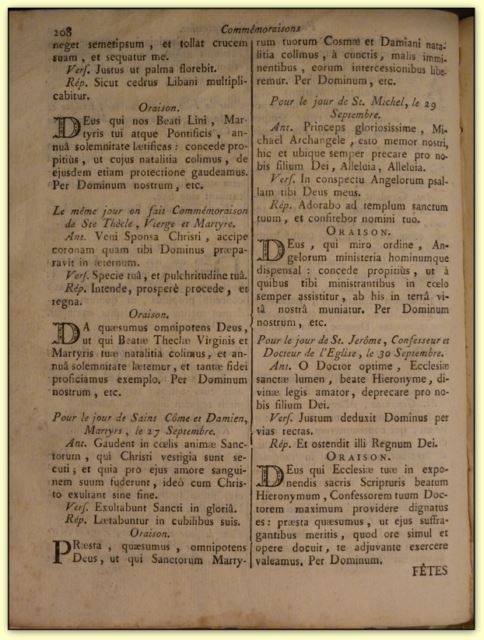 208
Commémoraisons
neget semetipsum, et tollat crucem
suam, et sequatur me.
Vers. Justus ut palma florebit.
Rép. Sicut cedrus Libani multipli-
cabitur.
Oraison.
DEus qui nos Beati Lini, Mar-
tyris tui atque Pontificis, an-
nuâ solemnitate lætificas: concede pro-
pitiùs, ut cujus natalitia colimus, de
ejusdem etiam protectione gaudeamus.
Per Dominum nostrum, etc.
Le même jour on fait Commémoraison
de Ste Thècle, Vierge et Martyre.
Ant. Veni Sponsa Christi, accipe
coronam quam tibi Dominus præpa-
ravit in æternum.
Vers. Specie tuâ, et pulchritudine tuâ.
Rép. Intende, prosperè procede, et
regna.
Oraison.
DA quæsumus omnipotens Deus,
ut qui Beatæ Theclæ Virginis et
Martyris tuæ natalitia colimus, et an-
nuâ solemnitate lætemur, et tantæ fidei
proficiamus exemplo. Per Dominum
nostrum, etc.
Pour le jour de Saints Côme et Damien,
Martyrs, le 27 Septembre.
Ant. Gaudent in cœlis animæ Sanc-
torum, qui Christi vestigia sunt se-
cuti; et quia pro ejus amore sangui-
nem suum fuderunt, ideò cum Chris-
to exultant sine fine.
Vers. Exultabunt Sancti in gloriâ.
Rép. Lætabuntur in cubilibus suis.
Oraison.
PRæsta, quæsumus, omnipotens
Deus, ut qui Sanctorum Marty-
rum tuorum Cosmæ et Damiani nata-
litia colimus, à cunctis, malis immi-
nentibus, eorum intercessionibus libe-
remur. Per Dominum, etc.
Pour le jour de St. Michel, le 29
Septembre.
Ant. Princeps gloriosissime, Mi-
chaël Archangele, esto memor nostri,
hìc et ubique semper precare pro no-
bis filium Dei, Alleluia, Alleluia.
Vers. In conspectu Angelorum psal-
lam tibi Deus meus.
Rép. Adorabo ad templum sanctum
tuum, et confitebor nomini tuo.
ORAISON.
DEus, qui miro ordine, An-
gelorum ministeria hominumque
dispensas: concede propitiùs, ut à
quibus tibi ministrantibus in cœlo
semper assistitur, ab his in terrâ vi-
tâ nostrâ muniatur. Per Dominum
nostrum, etc.
Pour le jour de St. Jerôme, Confesseur et
Docteur de l'Eglise, le 30 Septembre.
Ant. O Doctor optime, Ecclesiæ
sanctæ lumen, beate Hieronyme, di-
vinæ legis amator, deprecare pro no-
bis filium Dei.
Vers. Justum deduxit Dominus per
vias rectas.
Rép. Et ostendit illi Regnum Dei.
ORAISON.
DEus qui Ecclesiæ tuæ in expo-
nendis sacris Scripturis beatum
Hieronymum, Confessorem tuum Doc-
torem maximum providere dignatus
es: præsta quæsumus, ut ejus suffra-
gantibus meritis, quod ore simul et
opere docuit, te adjuvante exercere
valeamus. Per Dominum.
FÊTES